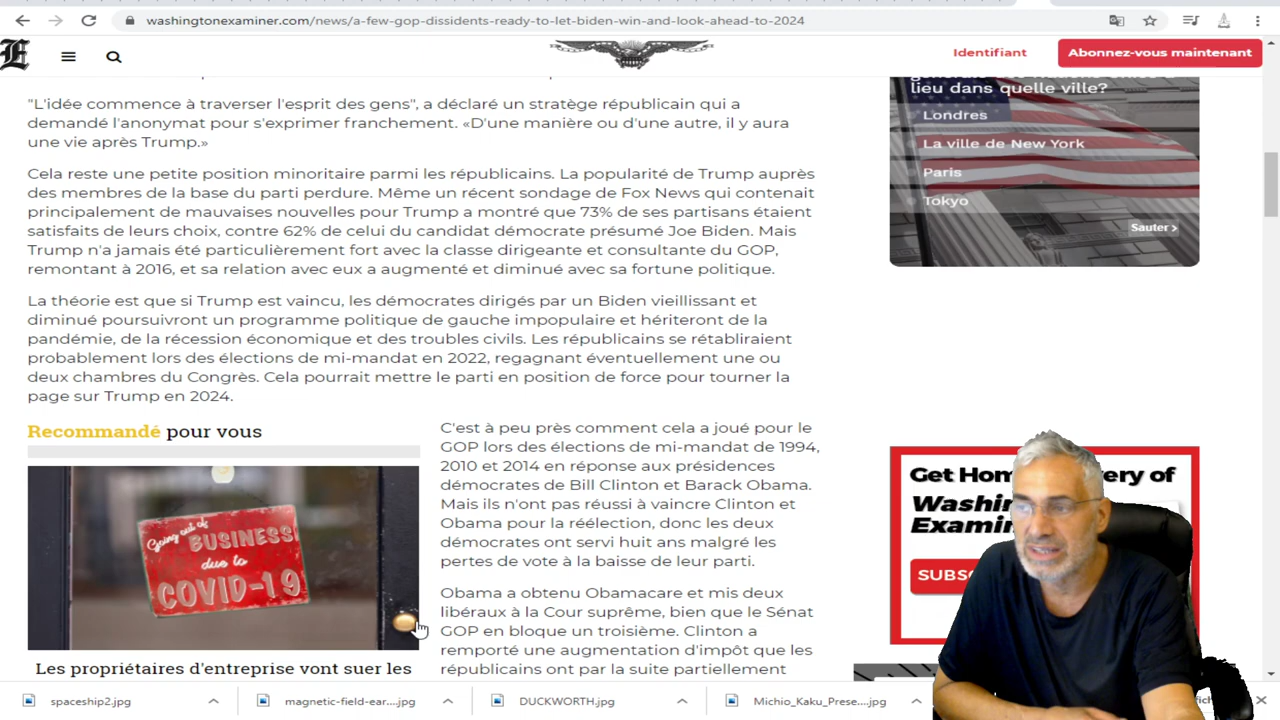 washingtonexaminer.com/news/a-few-gop-dissidents-ready-to-let-biden-win-and-look-ahead-to-2024
Identifiant
Abonnez-vous maintenant
"L'idée commence à traverser l'esprit des gens", a déclaré un stratège républicain qui a
demandé l'anonymat pour s'exprimer franchement. «D'une manière ou d'une autre, il y aura
une vie après Trump.»
Cela reste une petite position minoritaire parmi les républicains. La popularité de Trump auprès
des membres de la base du parti perdure. Même un récent sondage de Fox News qui contenait
principalement de mauvaises nouvelles pour Trump a montré que 73% de ses partisans étaient
satisfaits de leurs choix, contre 62% de celui du candidat démocrate présumé Joe Biden. Mais
Trump n'a jamais été particulièrement fort avec la classe dirigeante et consultante du GOP,
remontant à 2016, et sa relation avec eux a augmenté et diminué avec sa fortune politique.
La théorie est que si Trump est vaincu, les démocrates dirigés par un Biden vieillissant et
diminué poursuivront un programme politique de gauche impopulaire et hériteront de la
pandémie, de la récession économique et des troubles civils. Les républicains se rétabliraient
probablement lors des élections de mi-mandat en 2022, regagnant éventuellement une ou
deux chambres du Congrès. Cela pourrait mettre le parti en position de force pour tourner la
page sur Trump en 2024.
Recommandé pour vous
Going out of
BUSINESS
due to
COVID-19
Les propriétaires d'entreprise vont suer les
C'est à peu près comment cela a joué pour le
GOP lors des élections de mi-mandat de 1994,
2010 et 2014 en réponse aux présidences
démocrates de Bill Clinton et Barack Obama.
Mais ils n'ont pas réussi à vaincre Clinton et
Obama pour la réélection, donc les deux
démocrates ont servi huit ans malgré les
pertes de vote à la baisse de leur parti.
Obama a obtenu Obamacare et mis deux
libéraux à la Cour suprême, bien que le Sénat
GOP en bloque un troisième. Clinton a
remporté une augmentation d'impôt que les
républicains ont par la suite partiellement
lieu dans quelle ville?
Londres
La ville de New York
Paris
Tokyo
Sauter >
Get Hom ery of
Washin
Examin
SUBS
spaceship2.jpg
magnetic-field-ear....jpg
DUCKWORTH.jpg
Michio_Kaku_Prese....jpg